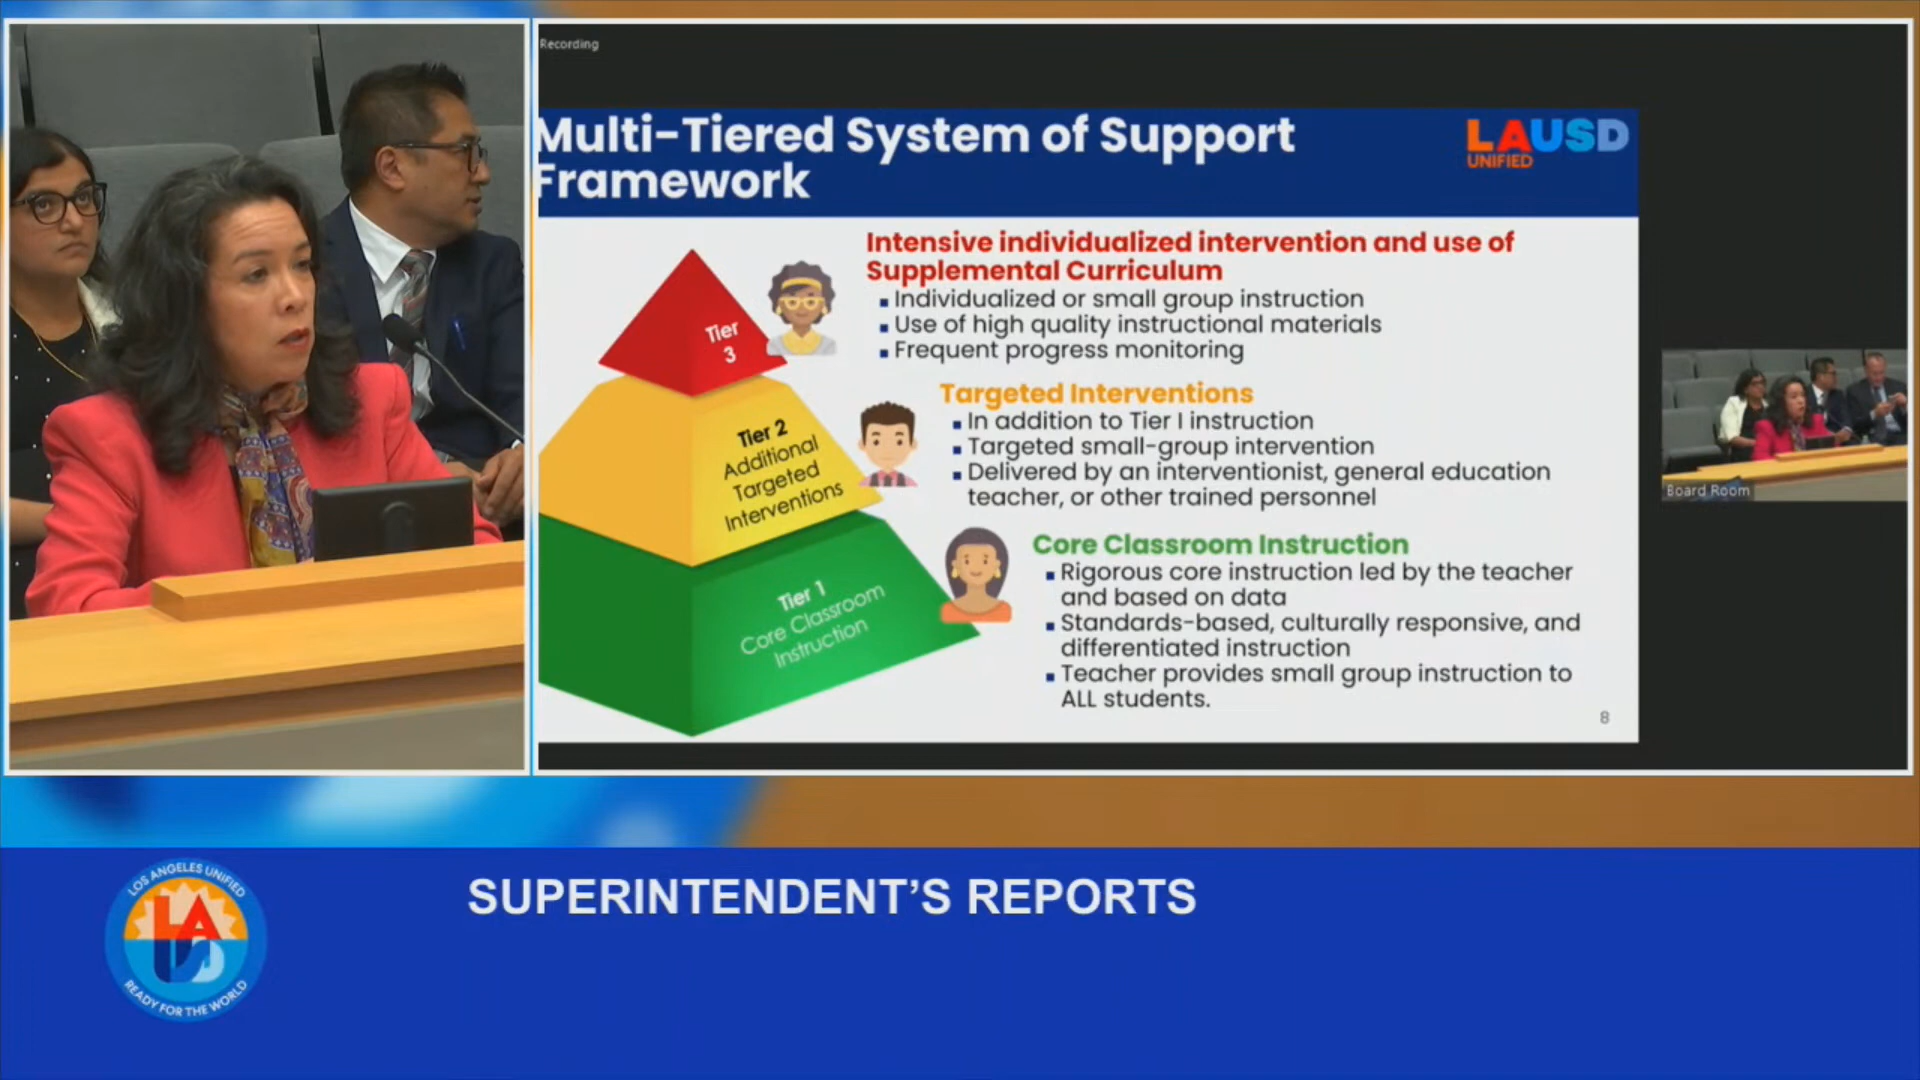 Recording
Multi-Tiered System of Support
Framework
LAUSD
UNIFIED
Intensive individualized intervention and use of
Supplemental Curriculum
Individualized or small group instruction
Use of high quality instructional materials
Frequent progress monitoring
Tier
3
Targeted Interventions
In addition to Tier I instruction
Targeted small-group intervention
Delivered by an interventionist, general education
teacher, or other trained personnel
Tier 2
Additional
Targeted
Interventions
Core Classroom Instruction
Rigorous core instruction led by the teacher
and based on data
Standards-based, culturally responsive, and
differentiated instruction
Teacher provides small group instruction to
ALL students.
Tier 1
Core Classroom
Instruction
8
Board Room
SUPERINTENDENT'S REPORTS
LOS ANGELES UNIFIED
LA
US
READY FOR THE WORLD